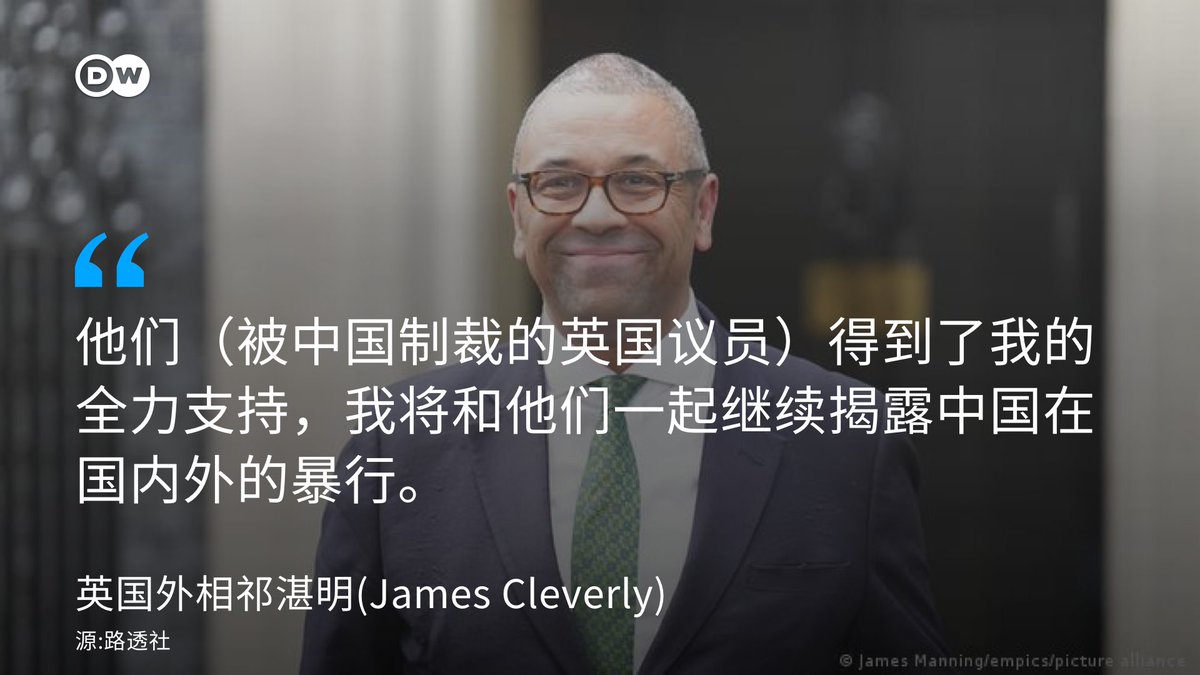 DW
他们（被中国制裁的英国议员）得到了我的
全力支持，我将和他们一起继续揭露中国在
国内外的暴行。
英国外相祁湛明(James Cleverly)
源:路透社
© James Manning/empics/picture alliance